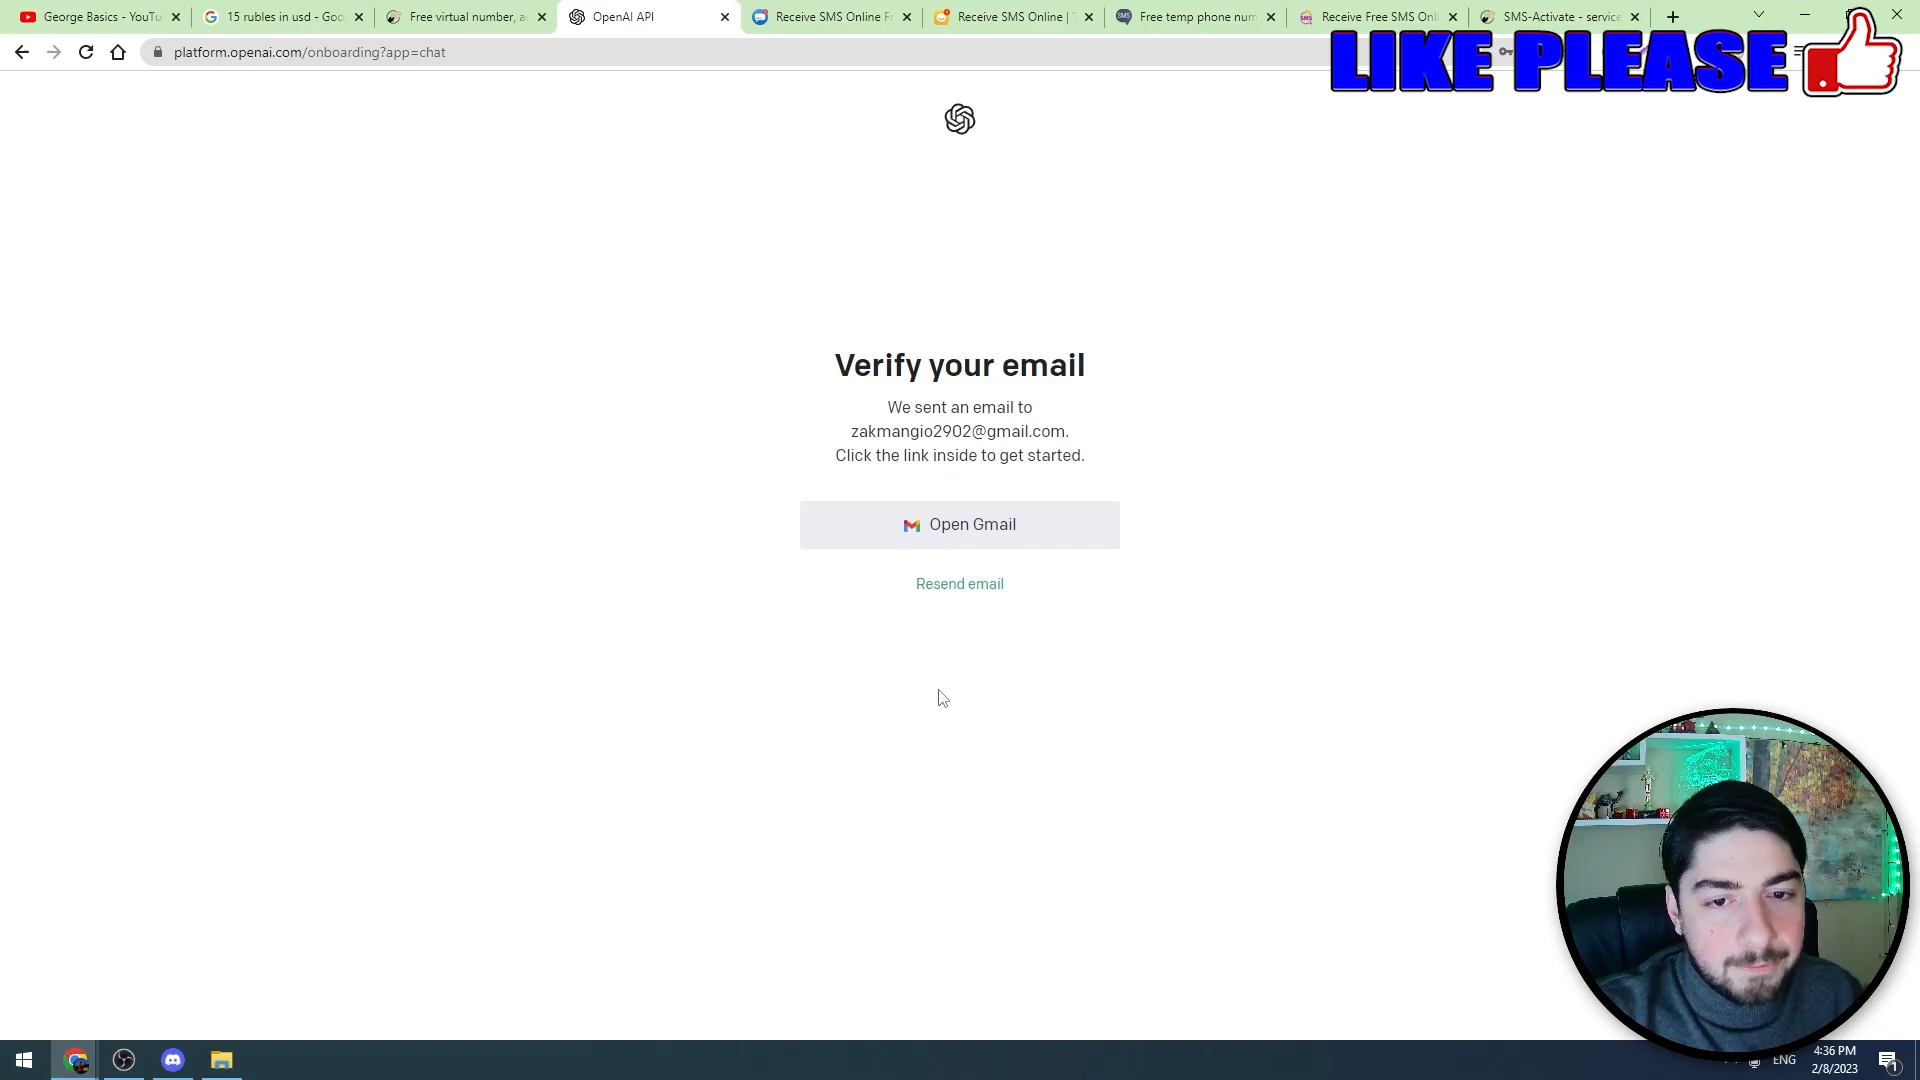 George Basics - YouTu
15 rubles in usd - Goo
Free virtual number, a
OpenAI API
Receive SMS Online Fr
Receive SMS Online | T
Free temp phone num
Receive Free SMS Onli
SMS-Activate - service
platform.openai.com/onboarding?app=chat
LIKE PLEASE
Verify your email
We sent an email to
zakmangio2902@gmail.com.
Click the link inside to get started.
Open Gmail
Resend email
ENG
4:36 PM
2/8/2023
1